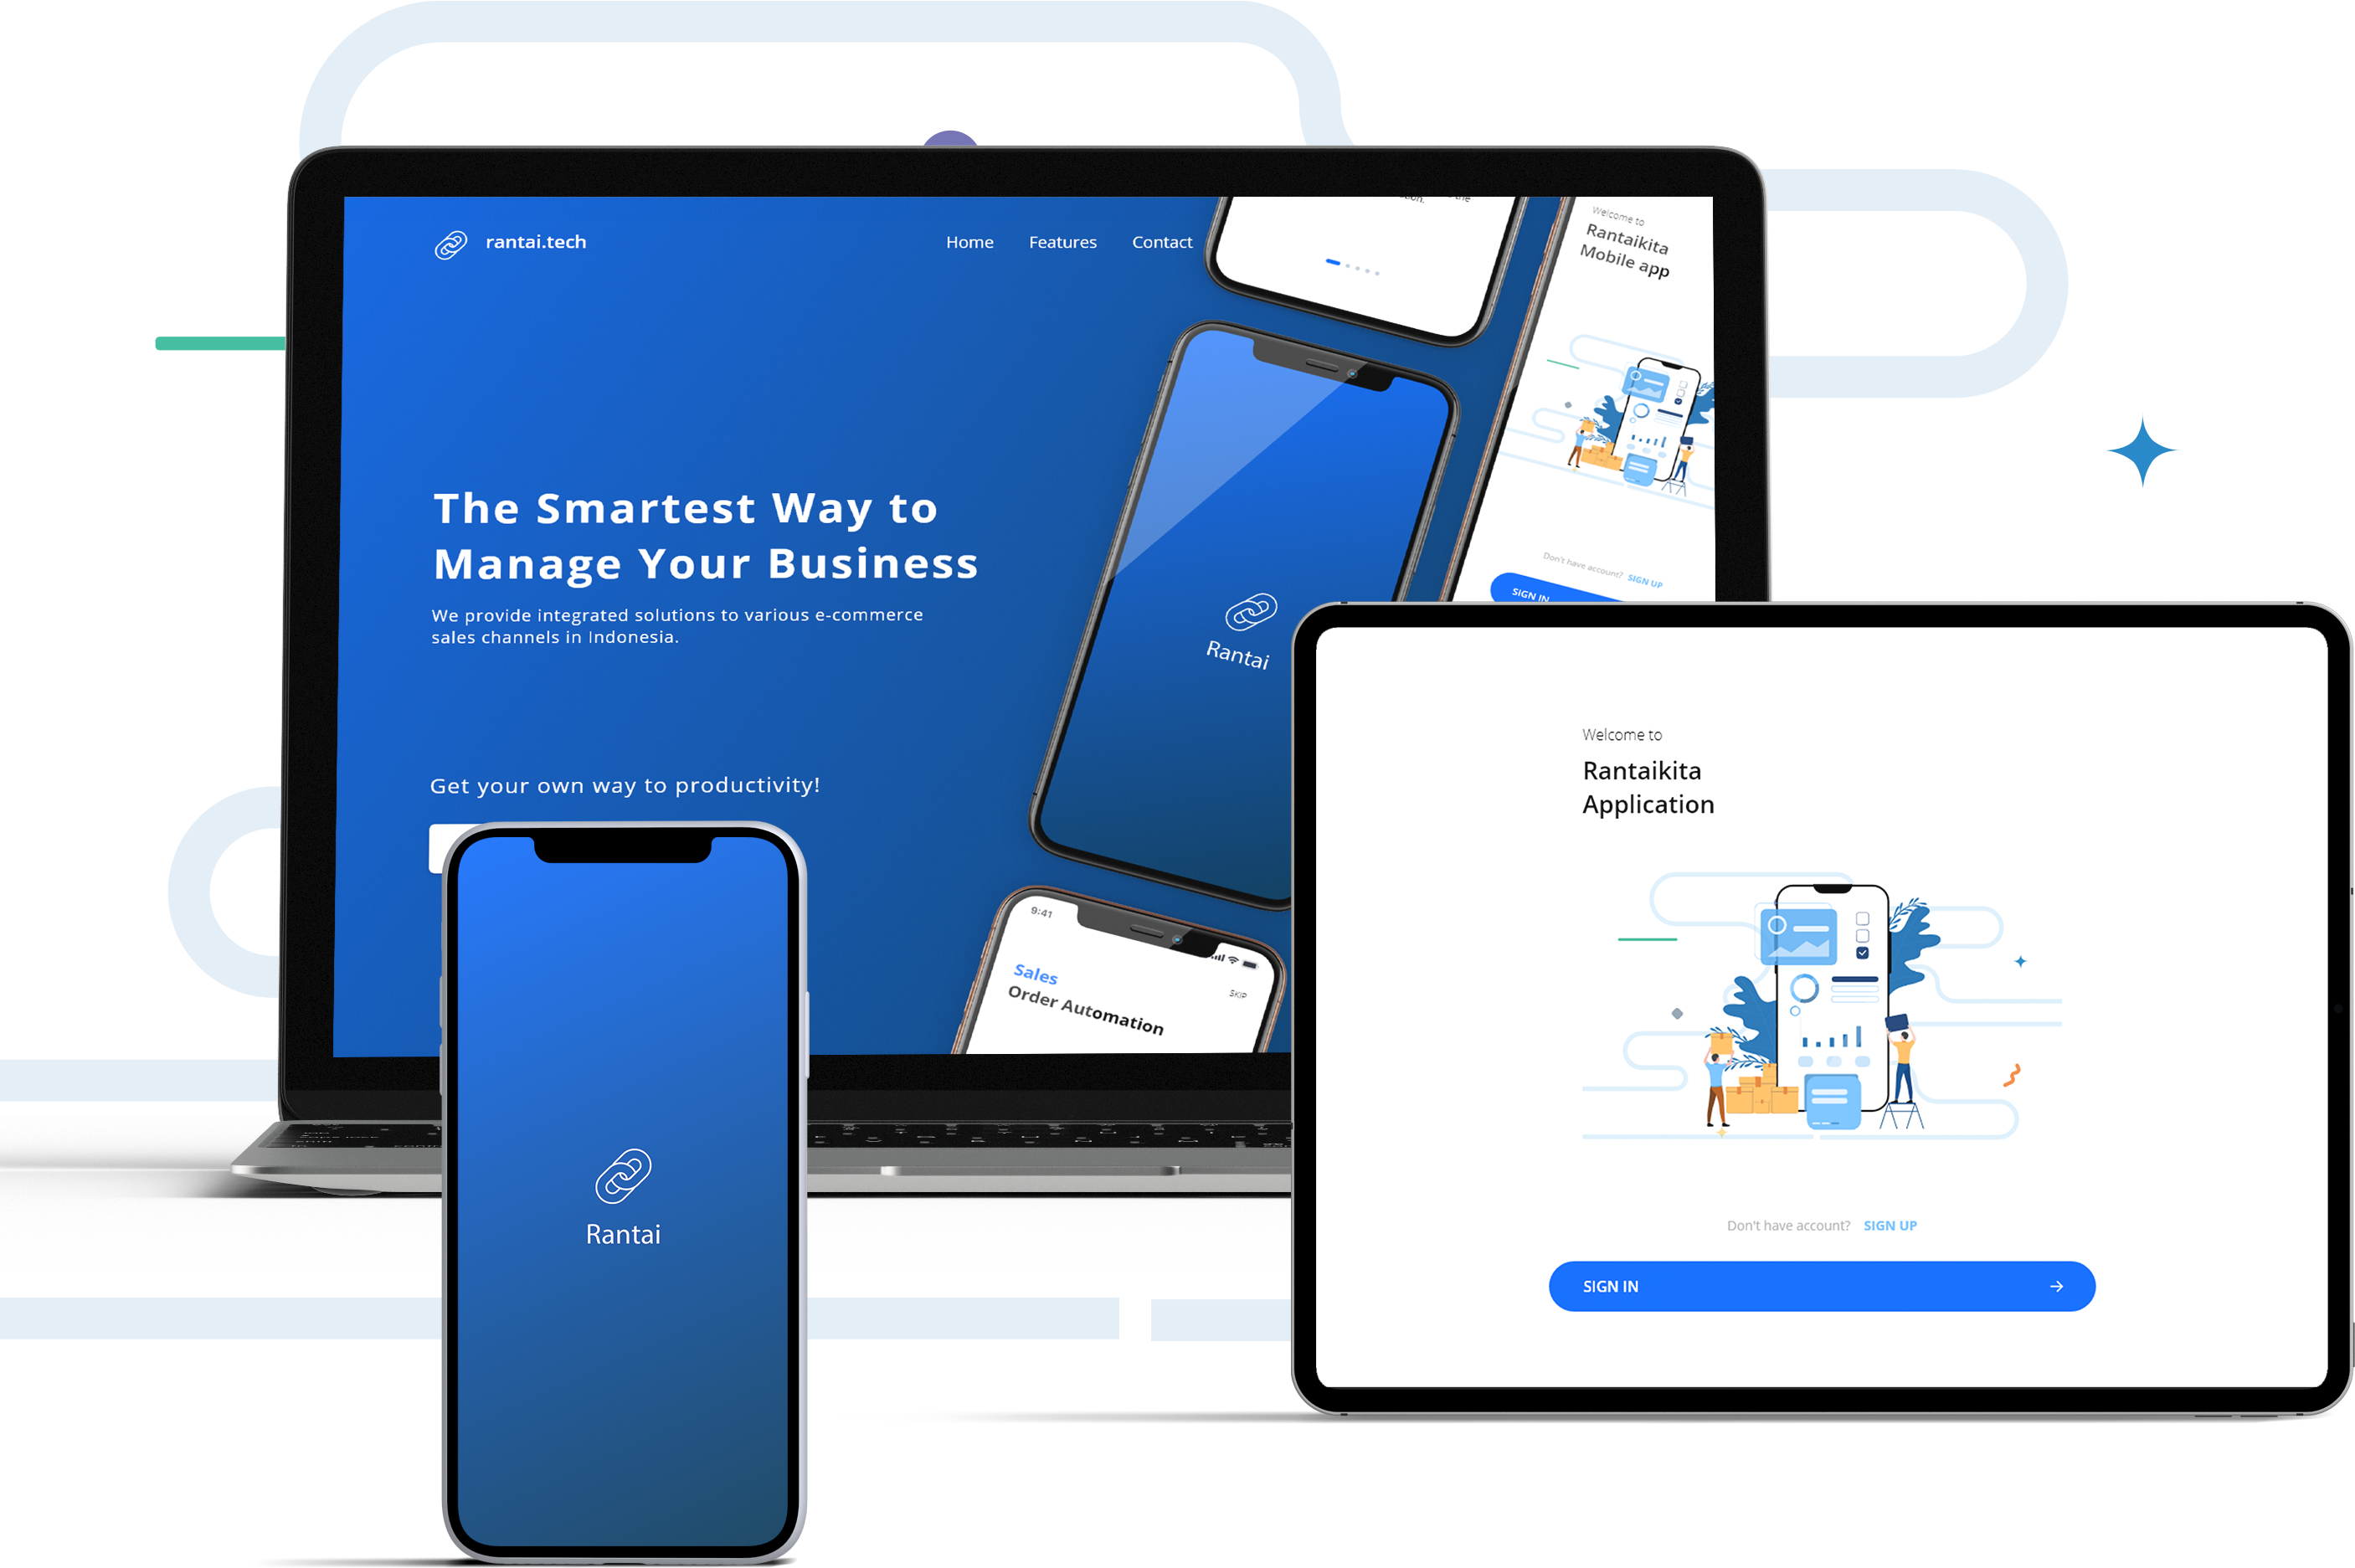 rantai.tech
Home Features Contact
The Smartest Way to
Manage Your Business
We provide integrated solutions to various e-commerce
sales channels in Indonesia.
Get your own way to productivity!
the
Welcome to
Rantaikita
Mobile app
Don't have account? SIGN UP
SIGN IN
Rantai
9:41
SKIP
Sales
Order Automation
Rantai
Welcome to
Rantaikita
Application
Don't have account? SIGN UP
SIGN IN